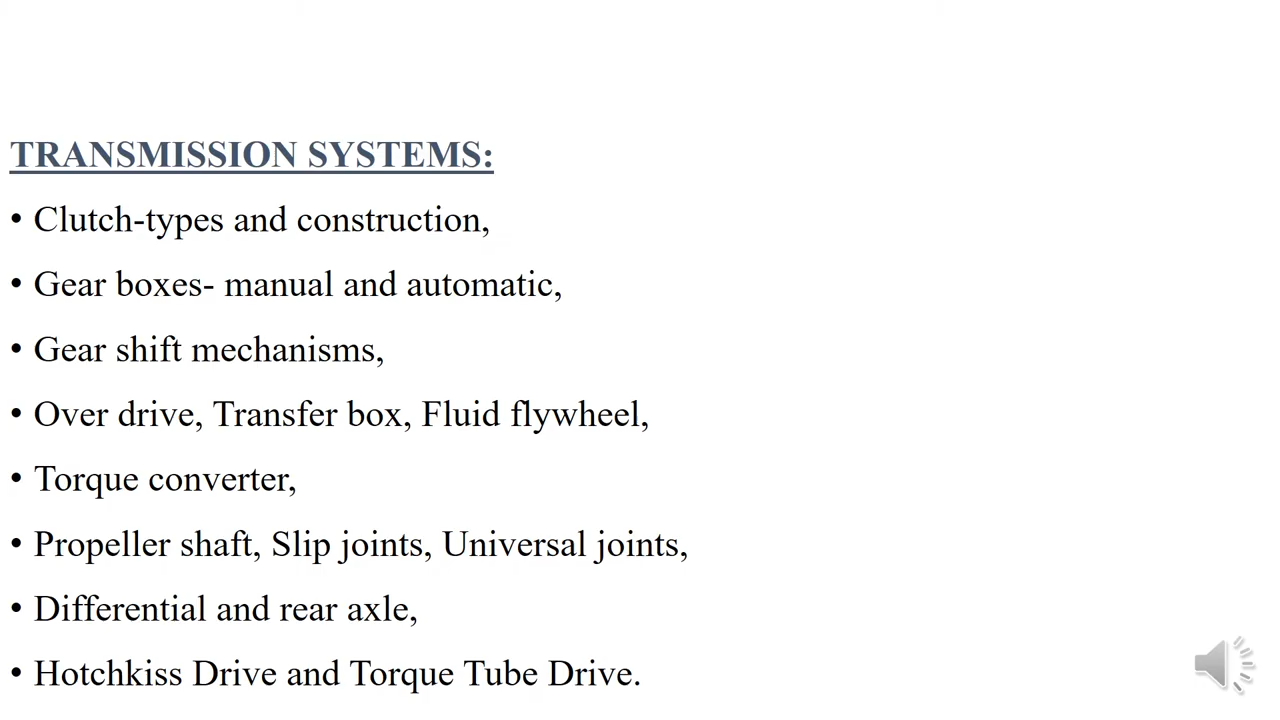 TRANSMISSION SYSTEMS:
• Clutch-types and construction,
• Gear boxes- manual and automatic,
• Gear shift mechanisms,
• Over drive, Transfer box, Fluid flywheel,
• Torque converter,
• Propeller shaft, Slip joints, Universal joints,
• Differential and rear axle,
• Hotchkiss Drive and Torque Tube Drive.